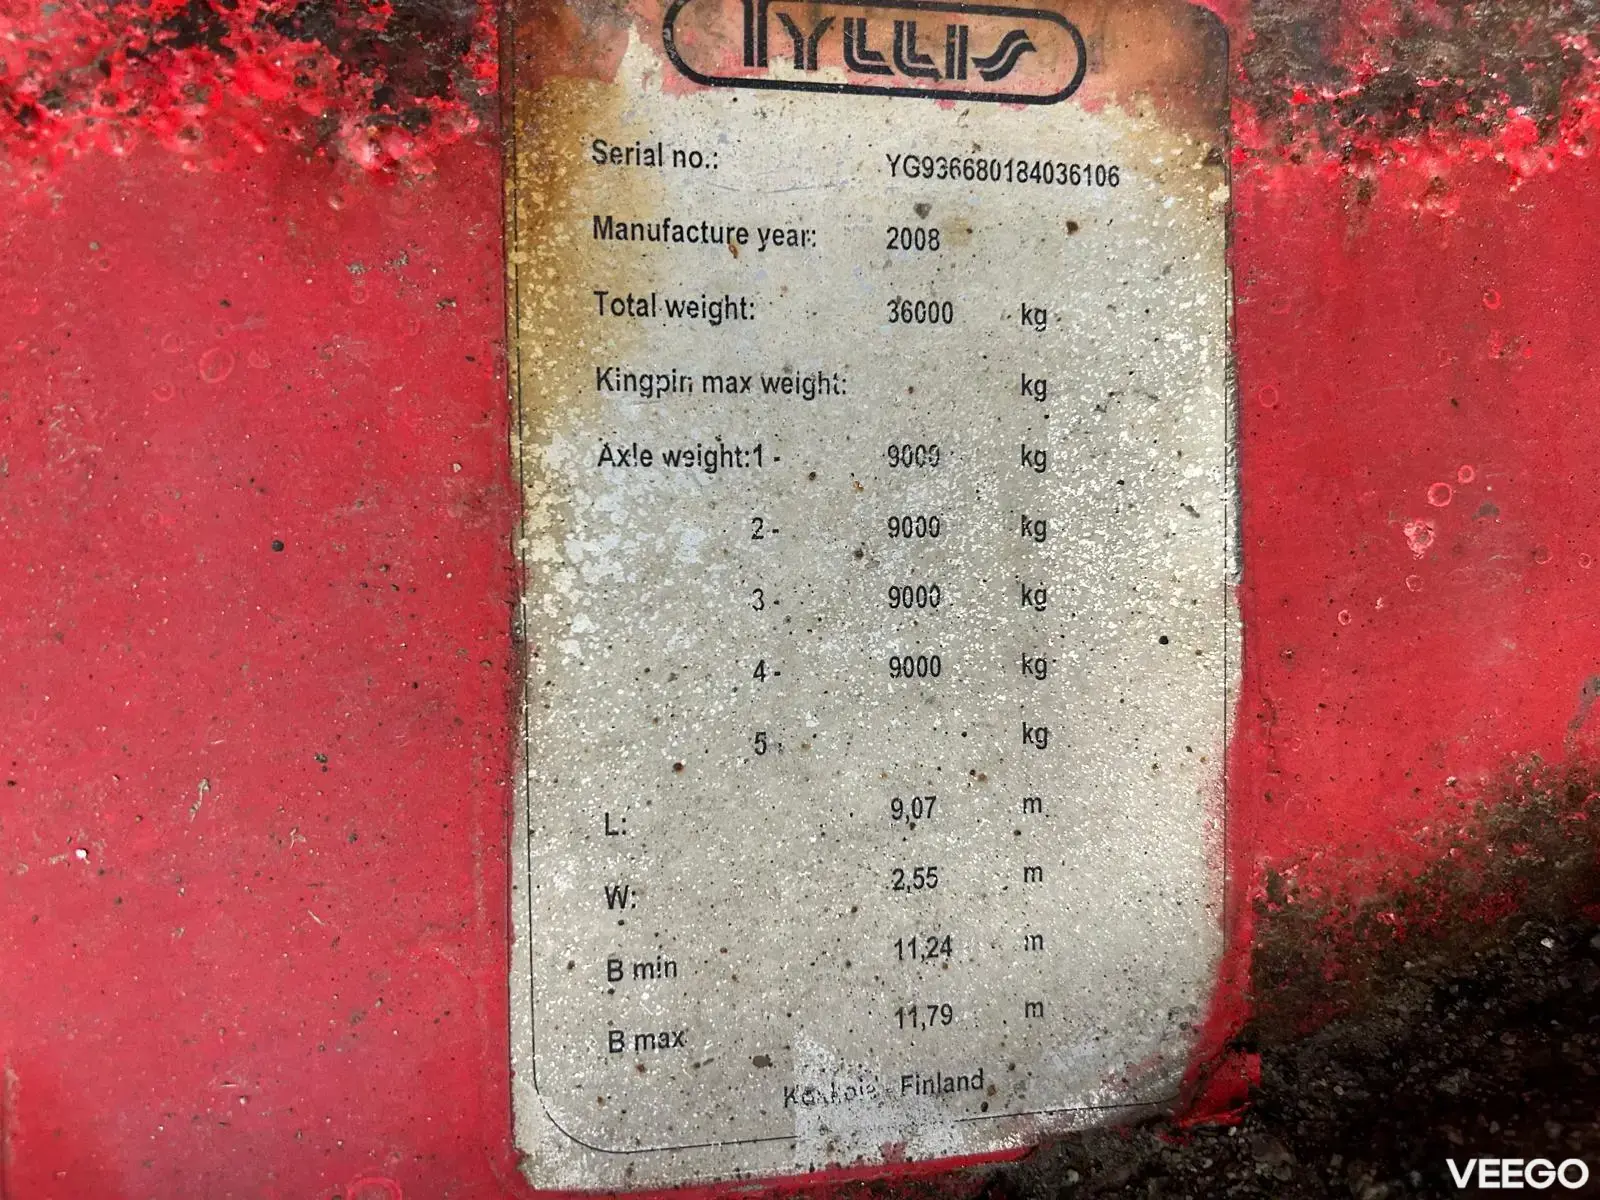 TYLLIS
Serial no.: YG936680184036106
Manufacture year: 2008
Total weight: 36000 kg
Kingpin max weight: kg
Axle weight:1 - 9000 kg
2 - 9000 kg
3 - 9000 kg
4 - 9000 kg
5 - kg
L: 9,07 m
W: 2,55 m
B min 11,24 m
B max 11,79 m
Finland
VEEGO